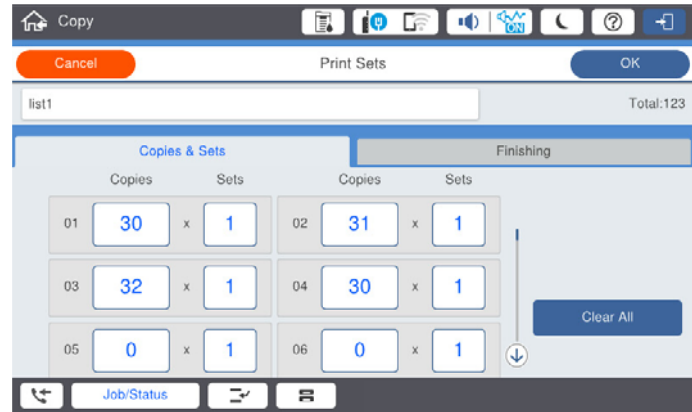 Copy
ON
Cancel Print Sets OK
list1 Total:123
Copies & Sets Finishing
Copies Sets Copies Sets
01 30 x 1 02 31 x 1
03 32 x 1 04 30 x 1
Clear All
05 0 x 1 06 0 x 1
Job/Status